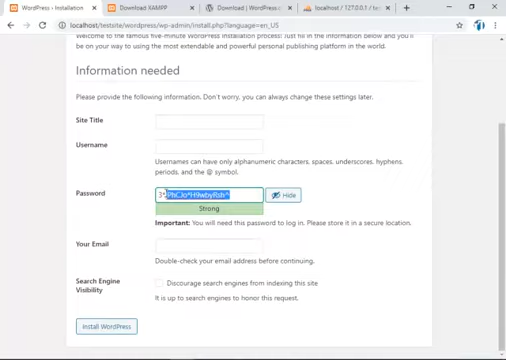 WordPress › Installation
Download XAMPP
Download | WordPress.o
localhost / 127.0.0.1 /
localhost/testsite/wordpress/wp-admin/install.php?language=en_US
Welcome to the famous five-minute WordPress installation process! Just fill in the information below and you'll
be on your way to using the most extendable and powerful personal publishing platform in the world.
Information needed
Please provide the following information. Don't worry, you can always change these settings later.
Site Title
Username
Usernames can have only alphanumeric characters, spaces, underscores, hyphens,
periods, and the @ symbol.
Password
Hide
Strong
Important: You will need this password to log in. Please store it in a secure location.
Your Email
Double-check your email address before continuing.
Search Engine
Visibility
Discourage search engines from indexing this site
It is up to search engines to honor this request.
Install WordPress